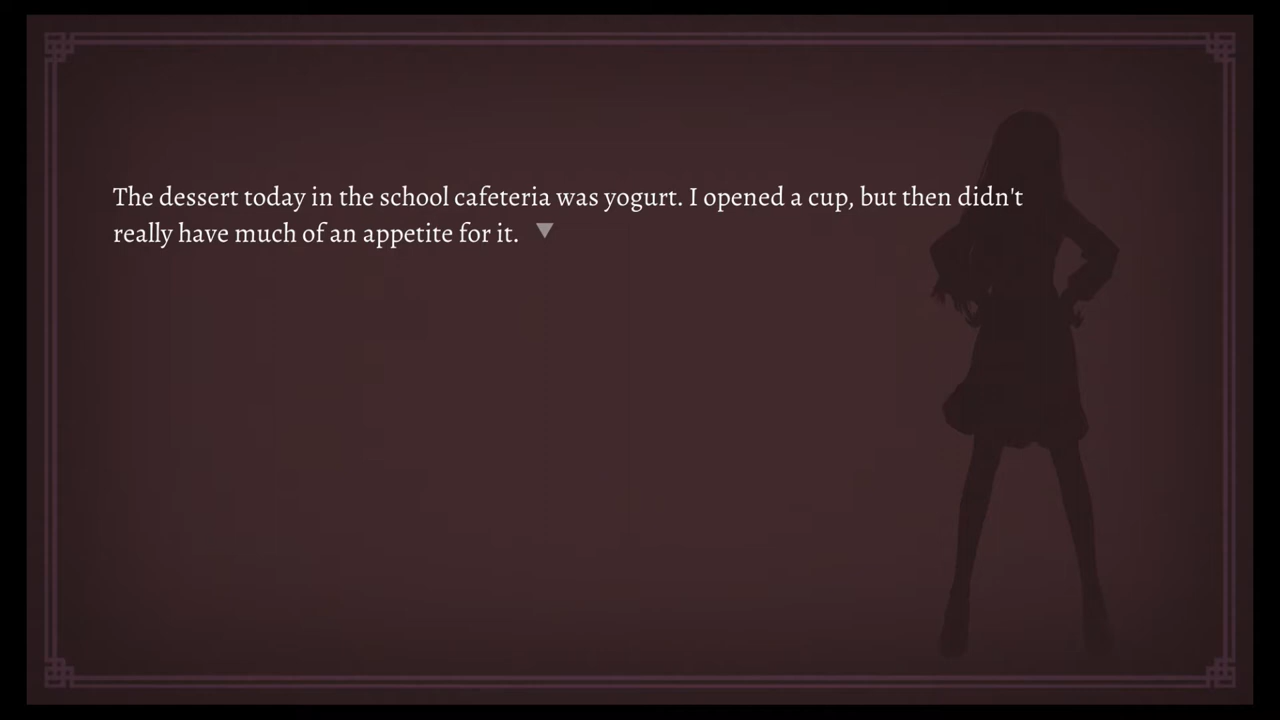 The dessert today in the school cafeteria was yogurt. I opened a cup, but then didn't
really have much of an appetite for it.